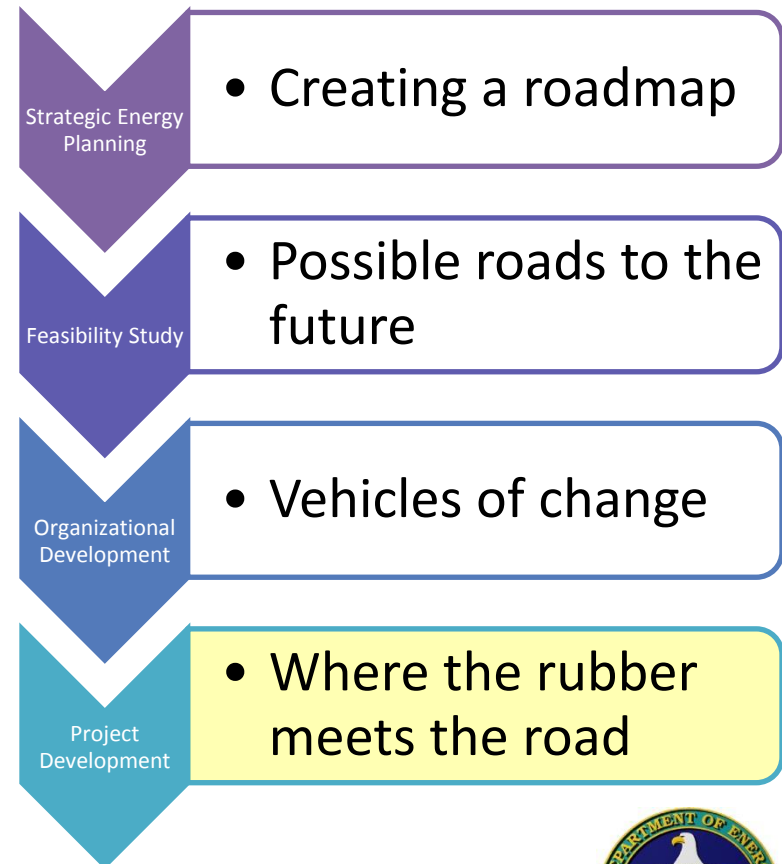 Strategic Energy
Planning
• Creating a roadmap
Feasibility Study
• Possible roads to the
future
Organizational
Development
• Vehicles of change
Project
Development
• Where the rubber
meets the road